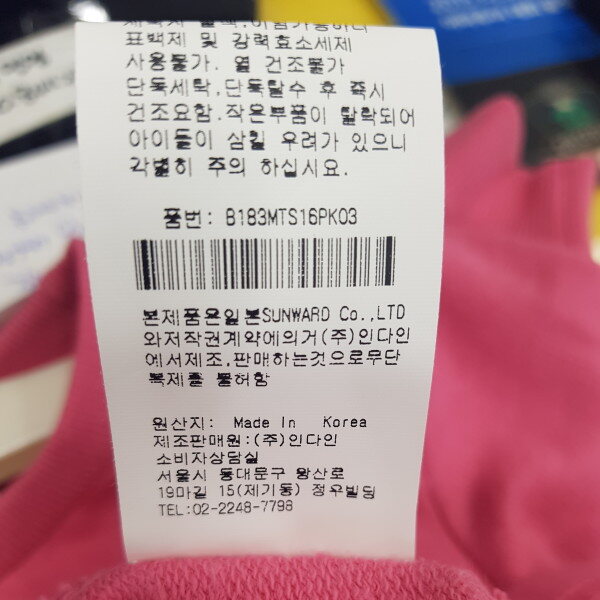 표백제 및 강력효소세제
사용불가. 열 건조불가
단독세탁,단독탈수 후 즉시
건조요함.작은부품이 탈락되어
아이들이 삼킬 우려가 있으니
각별히 주의 하십시요.
품번: B183MTS16PK03
본제품은일본SUNWARD Co.,LTD
와저작권계약에의거(주)인다인
에서제조,판매하는것으로무단
복제를 불허함
원산지: Made In Korea
제조판매원:(주)인다인
소비자상담실
서울시 동대문구 왕산로
19마길 15(제기동) 정우빌딩
TEL:02-2248-7798